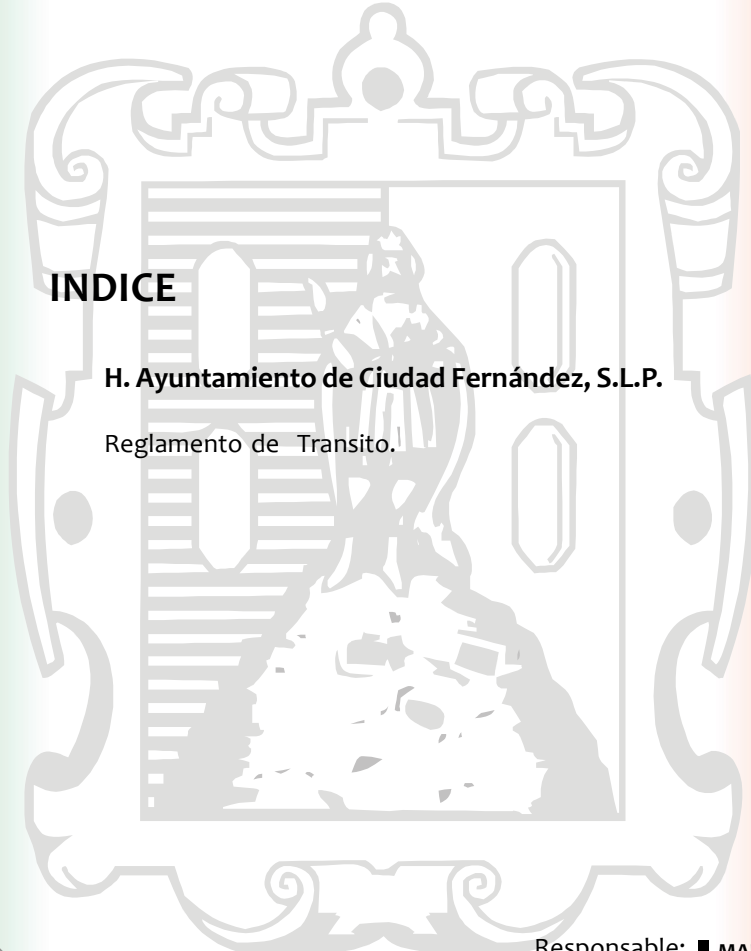 INDICE
H. Ayuntamiento de Ciudad Fernández, S.L.P.
Reglamento de Transito.
Responsable: